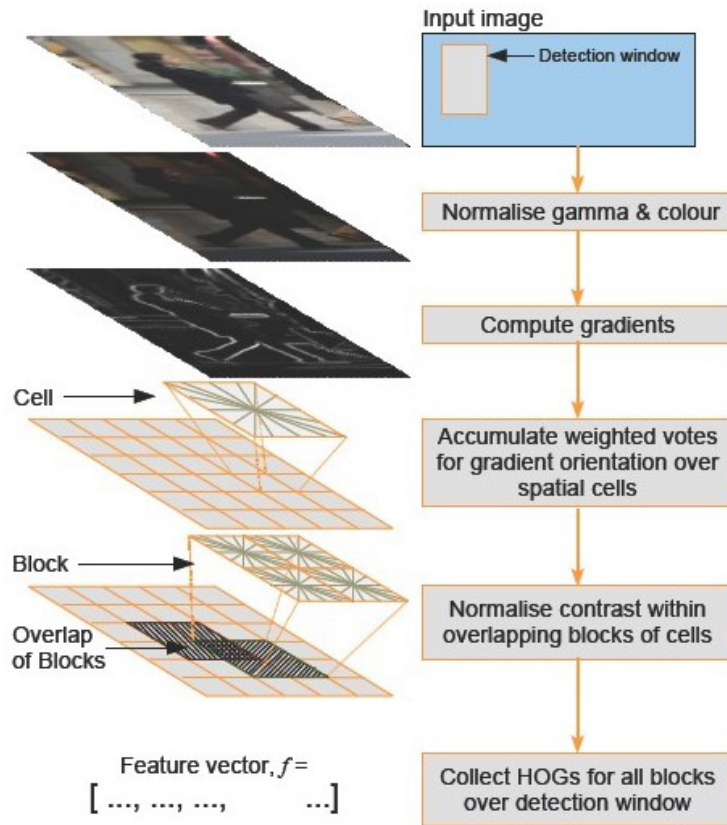 Input image
Detection window
Normalise gamma & colour
Compute gradients
Cell
Accumulate weighted votes
for gradient orientation over
spatial cells
Block
Overlap
of Blocks
Normalise contrast within
overlapping blocks of cells
Feature vector, f =
[ ..., ..., ..., ...]
Collect HOGs for all blocks
over detection window